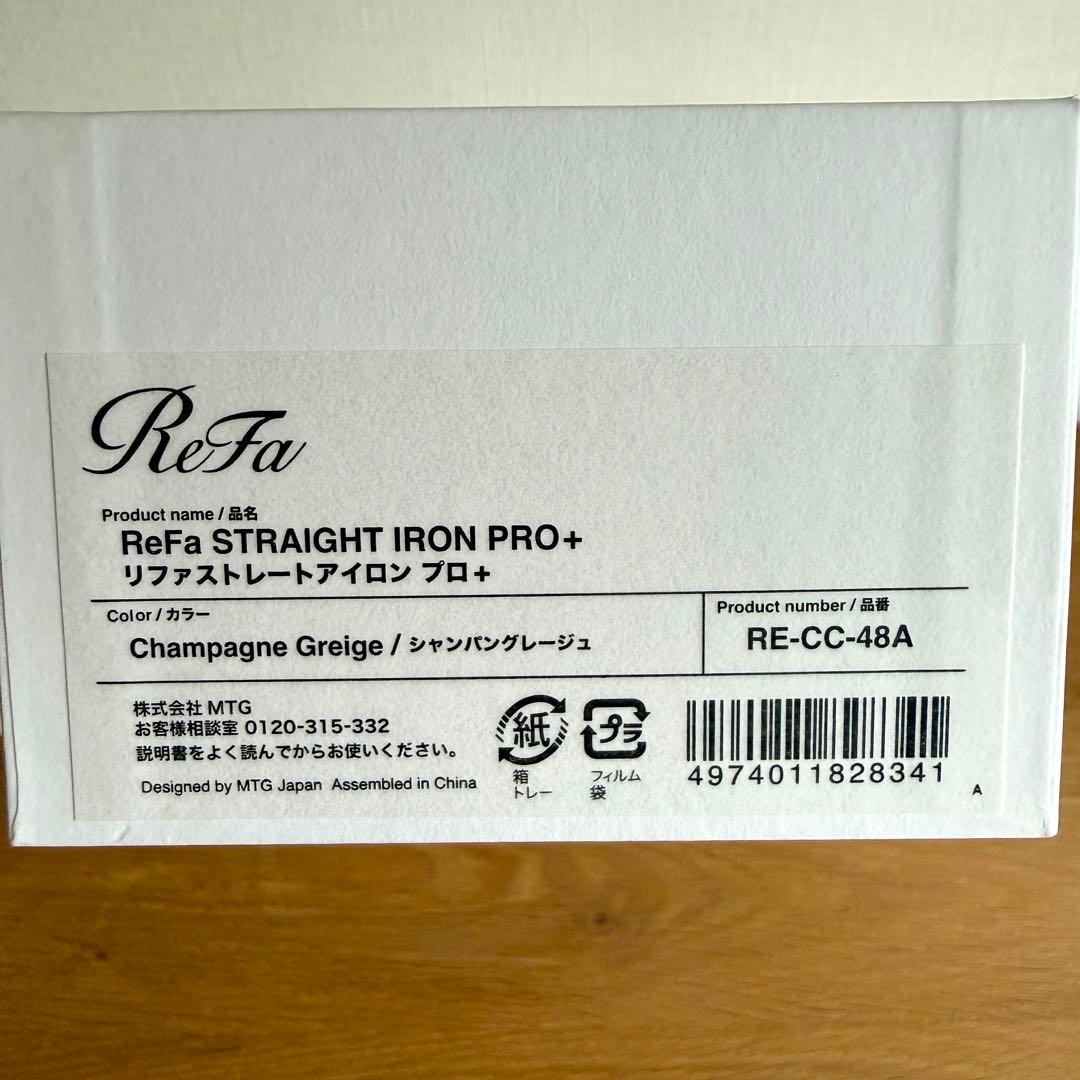 ReFa
Product name / 品名
ReFa STRAIGHT IRON PRO+
リファストレートアイロン プロ+
Color / カラー
Champagne Greige / シャンパングレージュ
Product number / 品番
RE-CC-48A
株式会社 MTG
お客様相談室 0120-315-332
説明書をよく読んでからお使いください。
Designed by MTG Japan Assembled in China
紙
箱
トレー
プラ
フィルム
袋
4974011828341
A